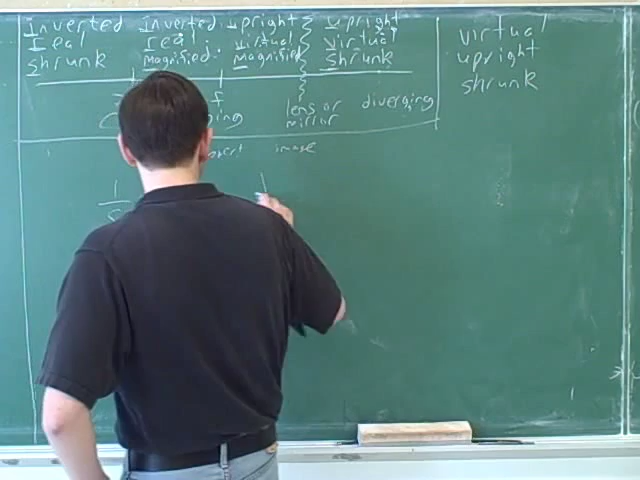 Inverted Inverted upright upright
real real virtual virtual
shrunk magnified. magnified shrunk
f
lens or diverging
mirror
image
1
virtual
upright
shrunk